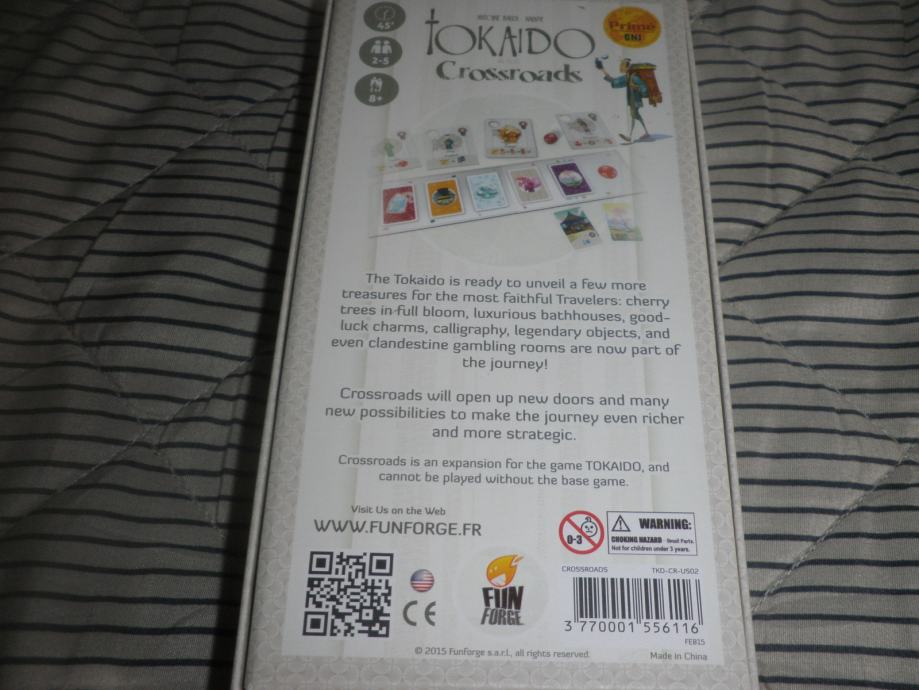 45'
2-5
8+
TOKAIDO
Crossroads
The Tokaido is ready to unveil a few more
treasures for the most faithful Travelers: cherry
trees in full bloom, luxurious bathhouses, good-
luck charms, calligraphy, legendary objects, and
even clandestine gambling rooms are now part of
the journey!
Crossroads will open up new doors and many
new possibilities to make the journey even richer
and more strategic.
Crossroads is an expansion for the game TOKAIDO, and
cannot be played without the base game.
Visit Us on the Web
WWW.FUNFORGE.FR
0-3
WARNING:
CHOKING HAZARD - Small Parts.
Not for children under 3 years.
CROSSROADS TKD-CR-US02
CE
FUN
FORGE
3 770001 556116
FEB15
© 2015 Funforge s.a.r.l., all rights reserved.
Made in China